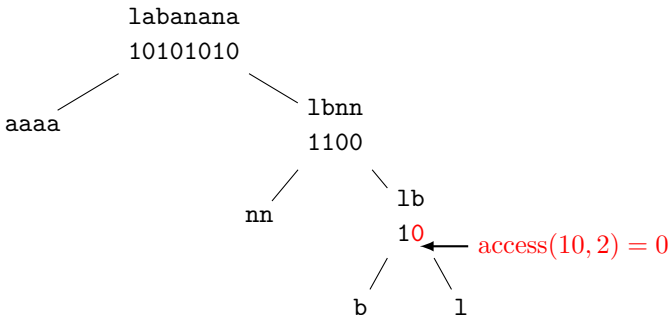 labanana
10101010
aaaa
lbnn
1100
nn
lb
10
access(10, 2) = 0
b
l